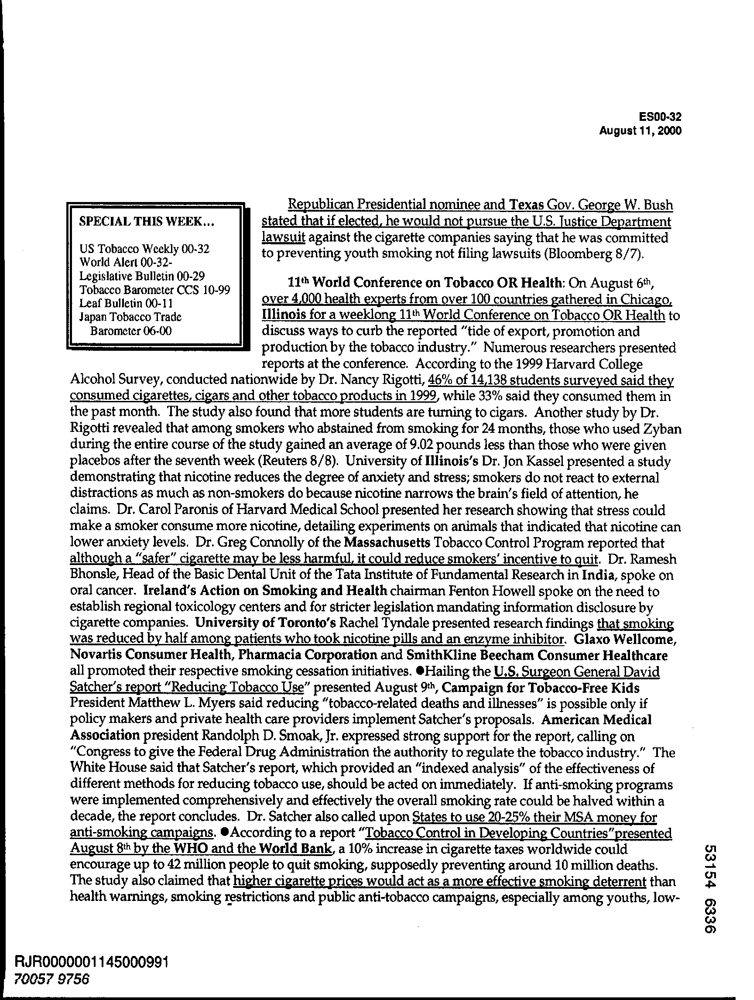 ES00-32
August 11, 2000
SPECIAL THIS WEEK...
US Tobacco Weekly 00-32
World Alert 00-32-
Legislative Bulletin 00-29
Tobacco Barometer CCS 10-99
Leaf Bulletin 00-11
Japan Tobacco Trade
Barometer 06-00
Republican Presidential nominee and Texas Gov. George W. Bush
stated that if elected, he would not pursue the U.S. Justice Department
lawsuit against the cigarette companies saying that he was committed
to preventing youth smoking not filing lawsuits (Bloomberg 8/7).
11th World Conference on Tobacco OR Health: On August 6th,
over 4,000 health experts from over 100 countries gathered in Chicago,
Illinois for a weeklong 11th World Conference on Tobacco OR Health to
discuss ways to curb the reported "tide of export, promotion and
production by the tobacco industry." Numerous researchers presented
reports at the conference. According to the 1999 Harvard College
Alcohol Survey, conducted nationwide by Dr. Nancy Rigotti, 46% of 14,138 students surveyed said they
consumed cigarettes, cigars and other tobacco products in 1999, while 33% said they consumed them in
the past month. The study also found that more students are turning to cigars. Another study by Dr.
Rigotti revealed that among smokers who abstained from smoking for 24 months, those who used Zyban
during the entire course of the study gained an average of 9.02 pounds less than those who were given
placebos after the seventh week (Reuters 8/8). University of Illinois's Dr. Jon Kassel presented a study
demonstrating that nicotine reduces the degree of anxiety and stress; smokers do not react to external
distractions as much as non-smokers do because nicotine narrows the brain's field of attention, he
claims. Dr. Carol Paronis of Harvard Medical School presented her research showing that stress could
make a smoker consume more nicotine, detailing experiments on animals that indicated that nicotine can
lower anxiety levels. Dr. Greg Connolly of the Massachusetts Tobacco Control Program reported that
although a "safer" cigarette may be less harmful, it could reduce smokers' incentive to quit. Dr. Ramesh
Bhonsle, Head of the Basic Dental Unit of the Tata Institute of Fundamental Research in India, spoke on
oral cancer. Ireland's Action on Smoking and Health chairman Fenton Howell spoke on the need to
establish regional toxicology centers and for stricter legislation mandating information disclosure by
cigarette companies. University of Toronto's Rachel Tyndale presented research findings that smoking
was reduced by half among patients who took nicotine pills and an enzyme inhibitor. Glaxo Wellcome,
Novartis Consumer Health, Pharmacia Corporation and SmithKline Beecham Consumer Healthcare
all promoted their respective smoking cessation initiatives. ●Hailing the U.S. Surgeon General David
Satcher's report "Reducing Tobacco Use" presented August 9th, Campaign for Tobacco-Free Kids
President Matthew L. Myers said reducing "tobacco-related deaths and illnesses" is possible only if
policy makers and private health care providers implement Satcher's proposals. American Medical
Association president Randolph D. Smoak, Jr. expressed strong support for the report, calling on
"Congress to give the Federal Drug Administration the authority to regulate the tobacco industry." The
White House said that Satcher's report, which provided an "indexed analysis" of the effectiveness of
different methods for reducing tobacco use, should be acted on immediately. If anti-smoking programs
were implemented comprehensively and effectively the overall smoking rate could be halved within a
decade, the report concludes. Dr. Satcher also called upon States to use 20-25% their MSA money for
anti-smoking campaigns. ●According to a report "Tobacco Control in Developing Countries"presented
August 8th by the WHO and the World Bank, a 10% increase in cigarette taxes worldwide could
encourage up to 42 million people to quit smoking, supposedly preventing around 10 million deaths.
The study also claimed that higher cigarette prices would act as a more effective smoking deterrent than
health warnings, smoking restrictions and public anti-tobacco campaigns, especially among youths, low-
53154 6336
RJR0000001145000991
70057 9756